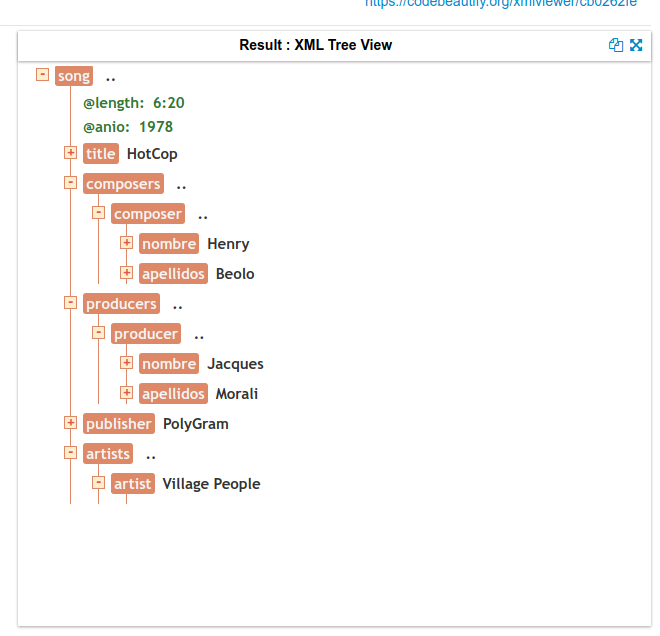 https://codebeautify.org/xmlviewer/cb0262fe
Result : XML Tree View
- song ..
@length: 6:20
@anio: 1978
+ title HotCop
- composers ..
- composer ..
+ nombre Henry
+ apellidos Beolo
- producers ..
- producer ..
+ nombre Jacques
+ apellidos Morali
+ publisher PolyGram
- artists ..
- artist Village People